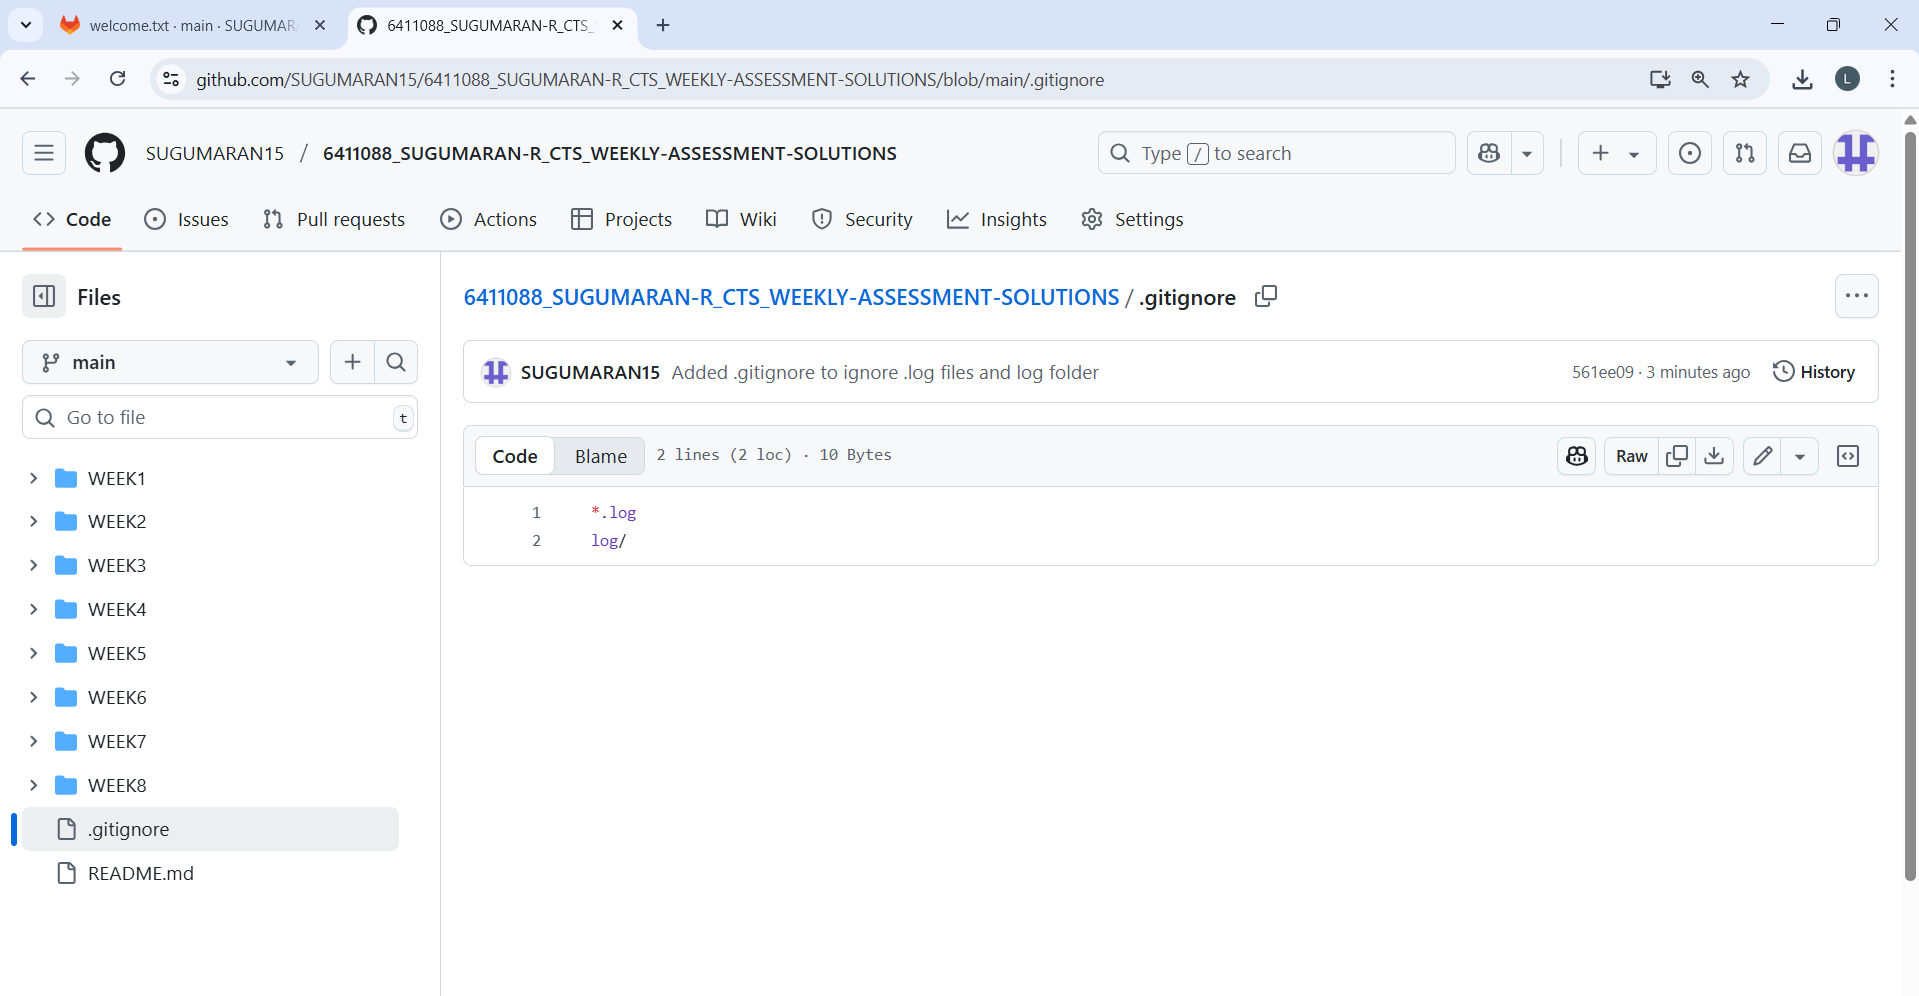 welcome.txt · main · SUGUMAR
6411088_SUGUMARAN-R_CTS_
github.com/SUGUMARAN15/6411088_SUGUMARAN-R_CTS_WEEKLY-ASSESSMENT-SOLUTIONS/blob/main/.gitignore
L
SUGUMARAN15 / 6411088_SUGUMARAN-R_CTS_WEEKLY-ASSESSMENT-SOLUTIONS
Type / to search
Code Issues Pull requests Actions Projects Wiki Security Insights Settings
Files
main
Go to file t
WEEK1
WEEK2
WEEK3
WEEK4
WEEK5
WEEK6
WEEK7
WEEK8
.gitignore
README.md
6411088_SUGUMARAN-R_CTS_WEEKLY-ASSESSMENT-SOLUTIONS / .gitignore
SUGUMARAN15 Added .gitignore to ignore .log files and log folder 561ee09 · 3 minutes ago History
Code Blame 2 lines (2 loc) · 10 Bytes Raw
1 *.log
2 log/